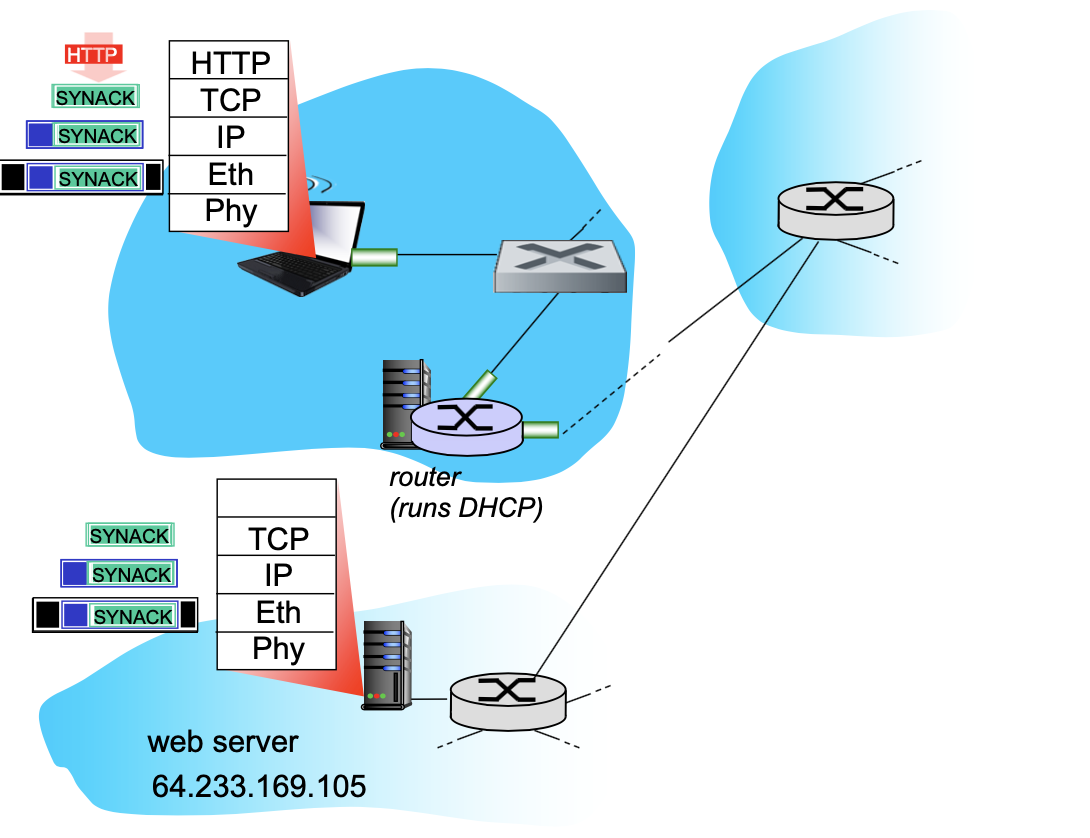 HTTP
SYNACK
SYNACK
SYNACK
HTTP
TCP
IP
Eth
Phy
router
(runs DHCP)
SYNACK
SYNACK
SYNACK
TCP
IP
Eth
Phy
web server
64.233.169.105